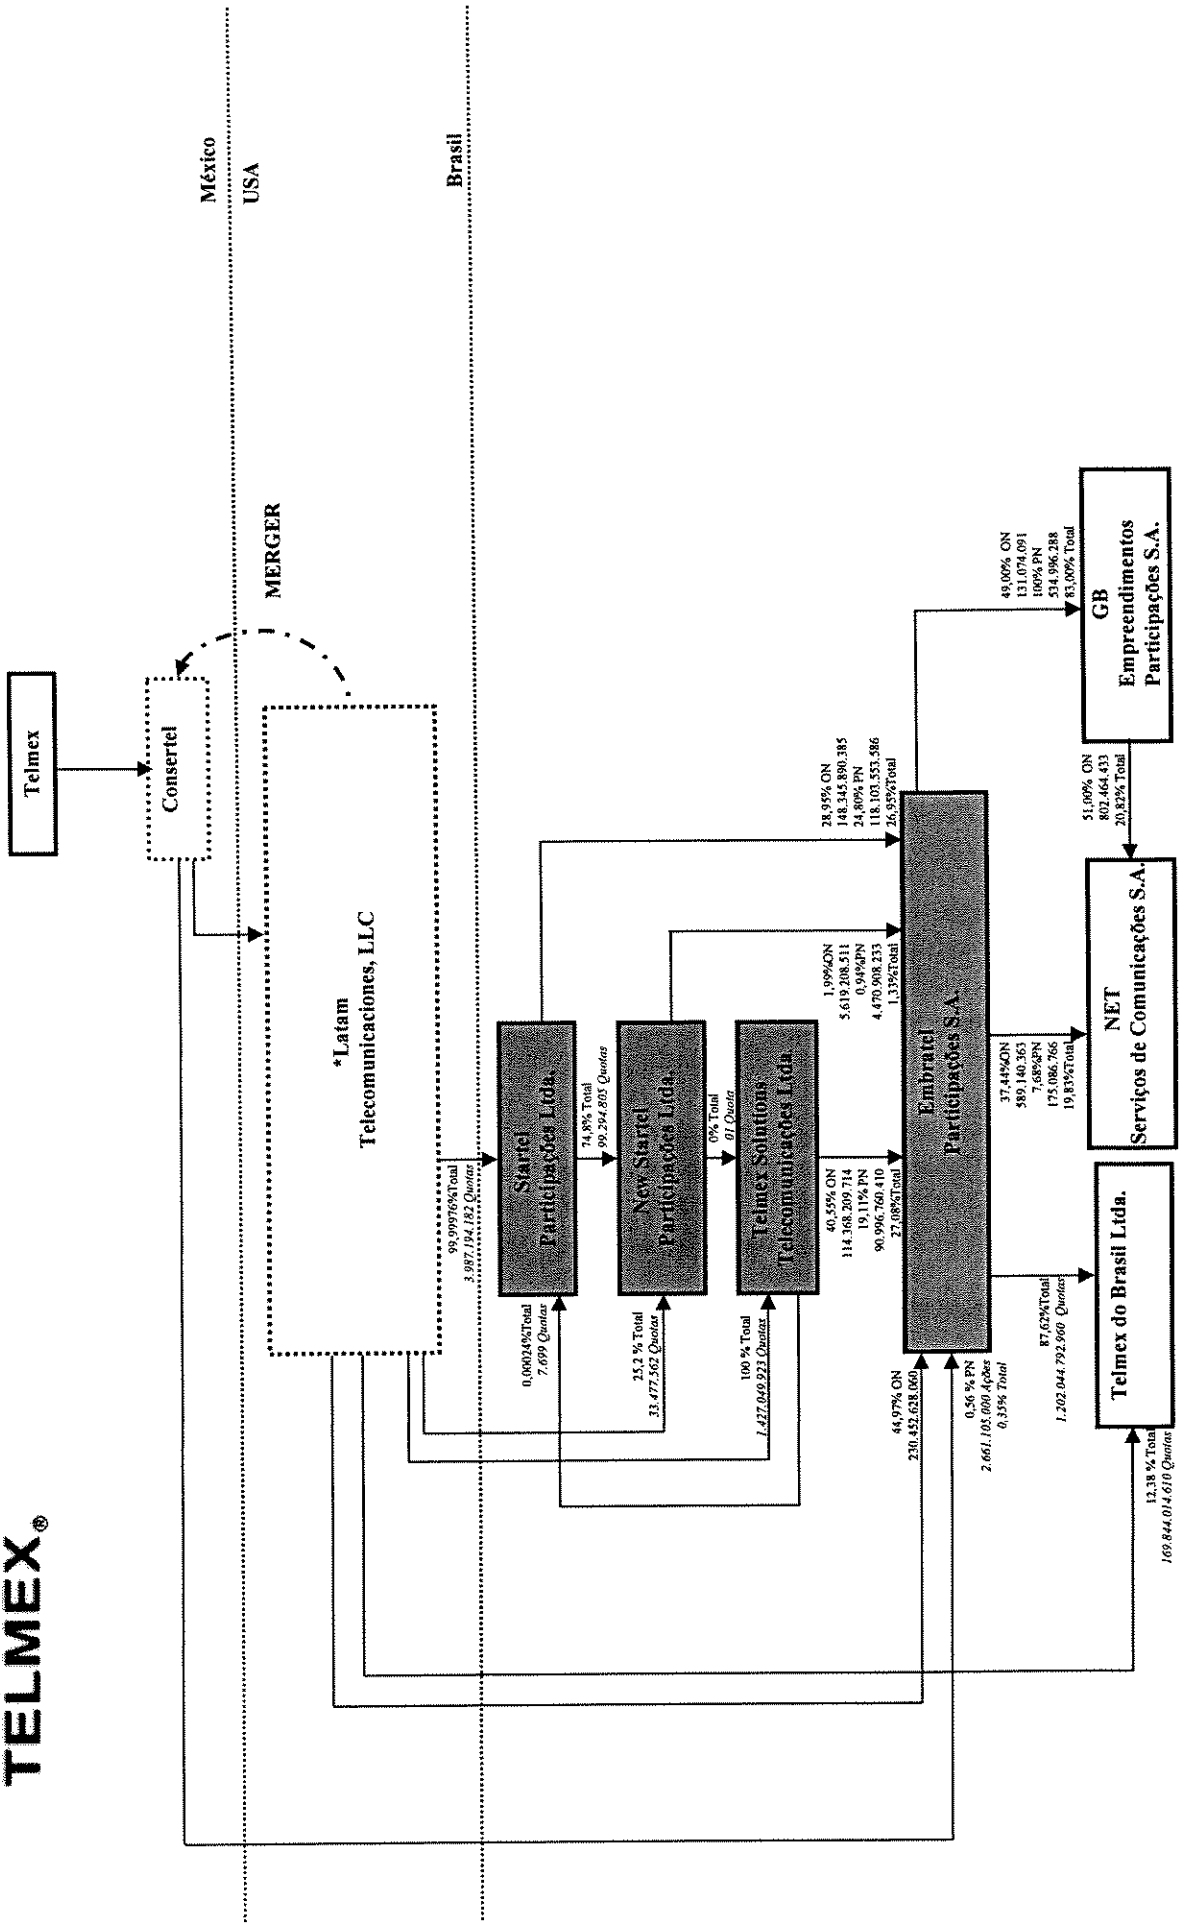 TELMEX®
Telmex
Consertel
México
USA
MERGER
*Latam
Telecomunicaciones, LLC
Brasil
99,99976%Total
3.987.194.182 Quotas
0,00024%Total
7.699 Quotas
Startel
Participações Ltda.
74,8% Total
99.294.805 Quotas
25,2 % Total
33.477.562 Quotas
New Startel
Participações Ltda.
0% Total
01 Quota
100 % Total
1.427.049.923 Quotas
Telmex Solutions
Telecomunicações Ltda
44,97% ON
230.452.628.060
40,55% ON
114.368.209.714
19,11% PN
90.996.760.410
27,08%Total
1,99%ON
5.619.208.511
0,94%PN
4.470.908.233
1,33%Total
28,95% ON
148.345.890.385
24,80% PN
118.103.553.586
26,95%Total
Embratel
Participações S.A.
0,56 % PN
2.661.105.000 Ações
0,35% Total
87,62%Total
1.202.044.792.960 Quotas
37,44%ON
589.140.363
7,68%PN
175.086.766
19,83%Total
49,00% ON
131.074.091
100% PN
534.996.288
83,00% Total
12,38 % Total
169.844.014.610 Quotas
Telmex do Brasil Ltda.
NET
Serviços de Comunicações S.A.
51,00% ON
802.464.433
20,82% Total
GB
Empreendimentos
Participações S.A.